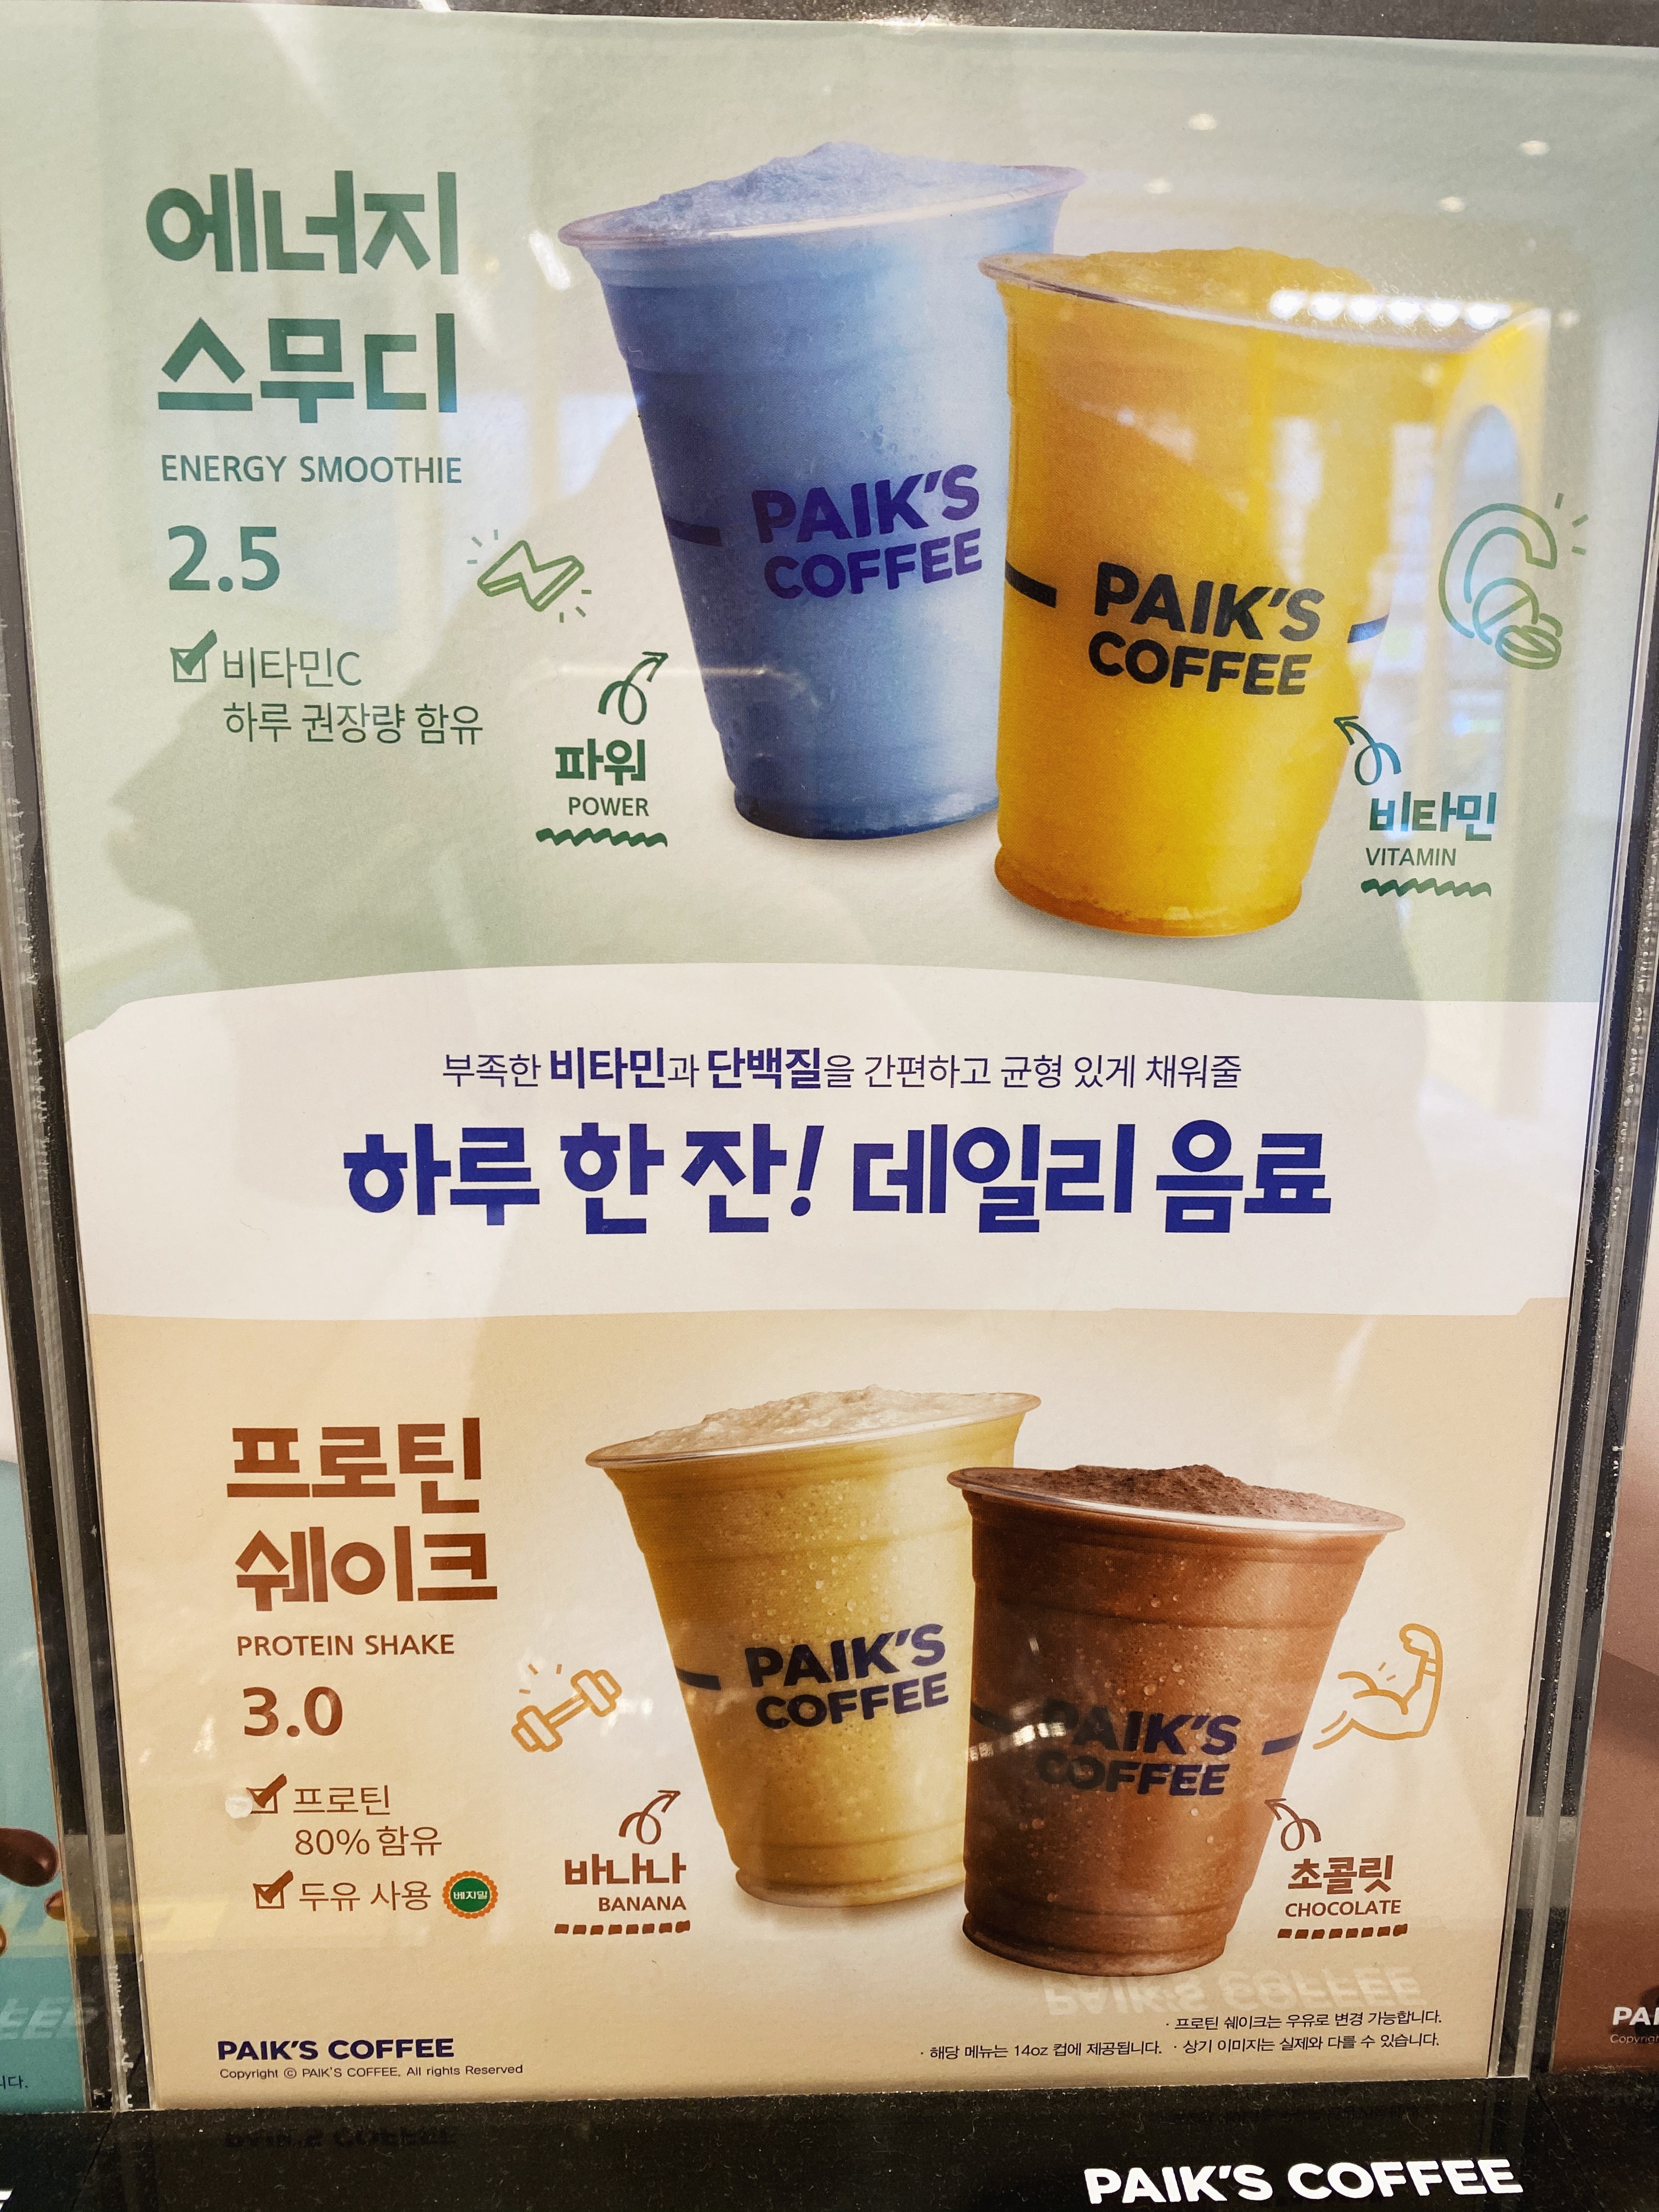 에너지
스무디
ENERGY SMOOTHIE
2.5
비타민C
하루 권장량 함유
PAIK'S
COFFEE
PAIK'S
COFFEE
파워
POWER
비타민
VITAMIN
부족한 비타민과 단백질을 간편하고 균형 있게 채워줄
하루 한 잔! 데일리 음료
프로틴
쉐이크
PROTEIN SHAKE
3.0
프로틴
80% 함유
두유 사용 베지밀
PAIK'S
COFFEE
PAIK'S
COFFEE
바나나
BANANA
초콜릿
CHOCOLATE
· 프로틴 쉐이크는 우유로 변경 가능합니다.
· 해당 메뉴는 14oz 컵에 제공됩니다. · 상기 이미지는 실제와 다를 수 있습니다.
PAIK'S COFFEE
Copyright © PAIK'S COFFEE. All rights Reserved
PAIK'S COFFEE